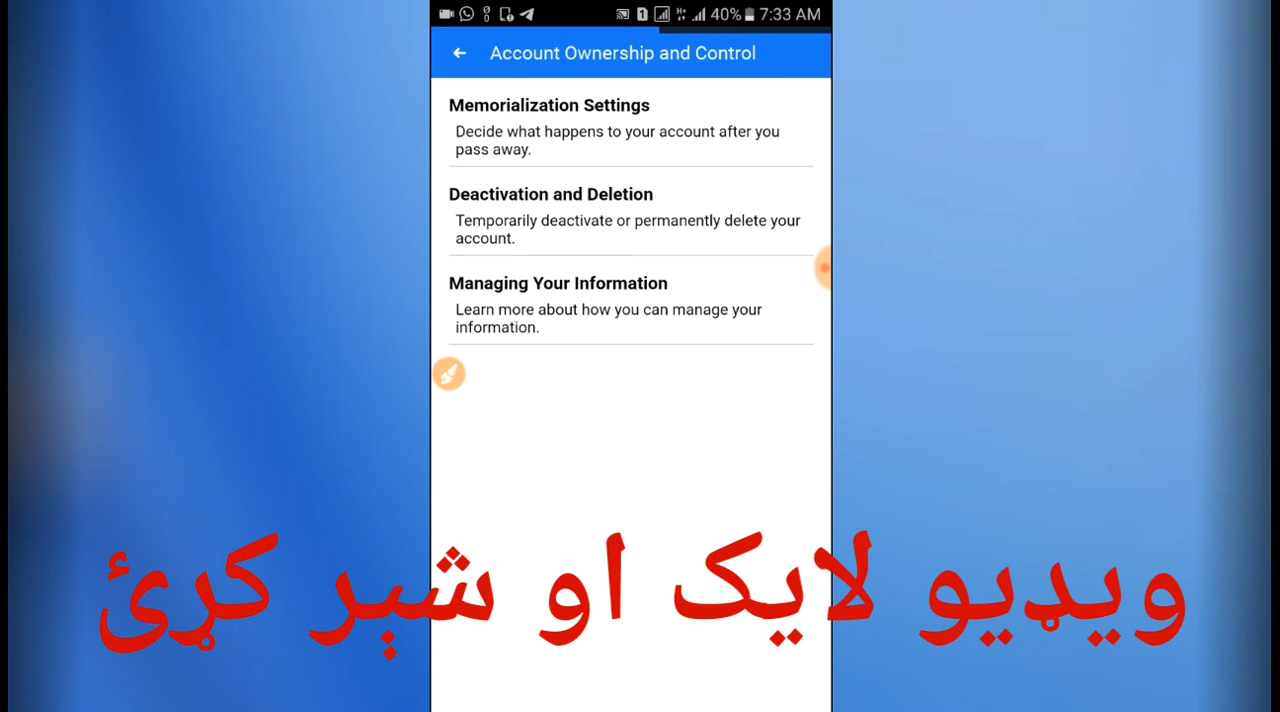 40% 7:33 AM
Account Ownership and Control
Memorialization Settings
Decide what happens to your account after you
pass away.
Deactivation and Deletion
Temporarily deactivate or permanently delete your
account.
Managing Your Information
Learn more about how you can manage your
information.
ویډیو لایک او شېر کړئ